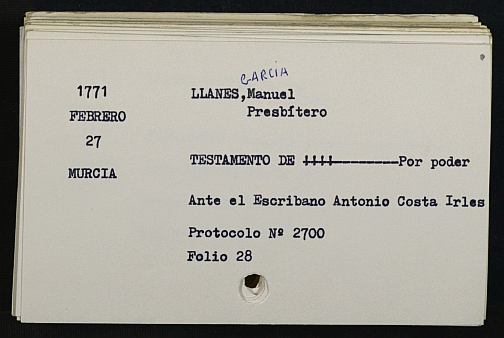 GARCIA
1771 LLANES, Manuel
FEBRERO Presbítero
27
TESTAMENTO DE !!!!-------Por poder
MURCIA
Ante el Escribano Antonio Costa Irles
Protocolo Nº 2700
Folio 28